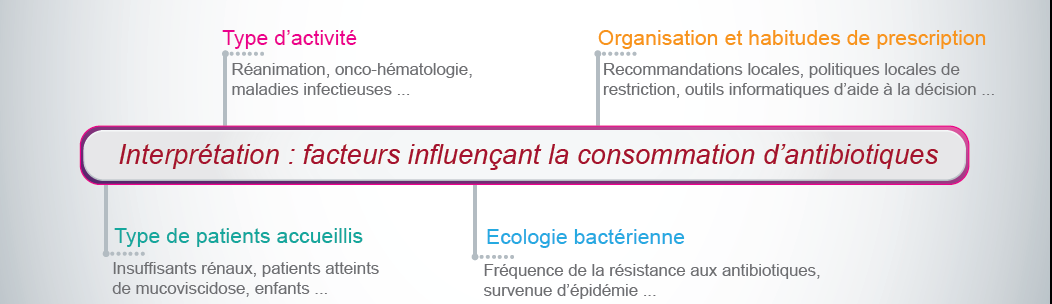 Type d’activité
Réanimation, onco-hématologie,
maladies infectieuses ...
Organisation et habitudes de prescription
Recommandations locales, politiques locales de
restriction, outils informatiques d’aide à la décision ...
Interprétation : facteurs influençant la consommation d’antibiotiques
Type de patients accueillis
Insuffisants rénaux, patients atteints
de mucoviscidose, enfants ...
Ecologie bactérienne
Fréquence de la résistance aux antibiotiques,
survenue d’épidémie ...